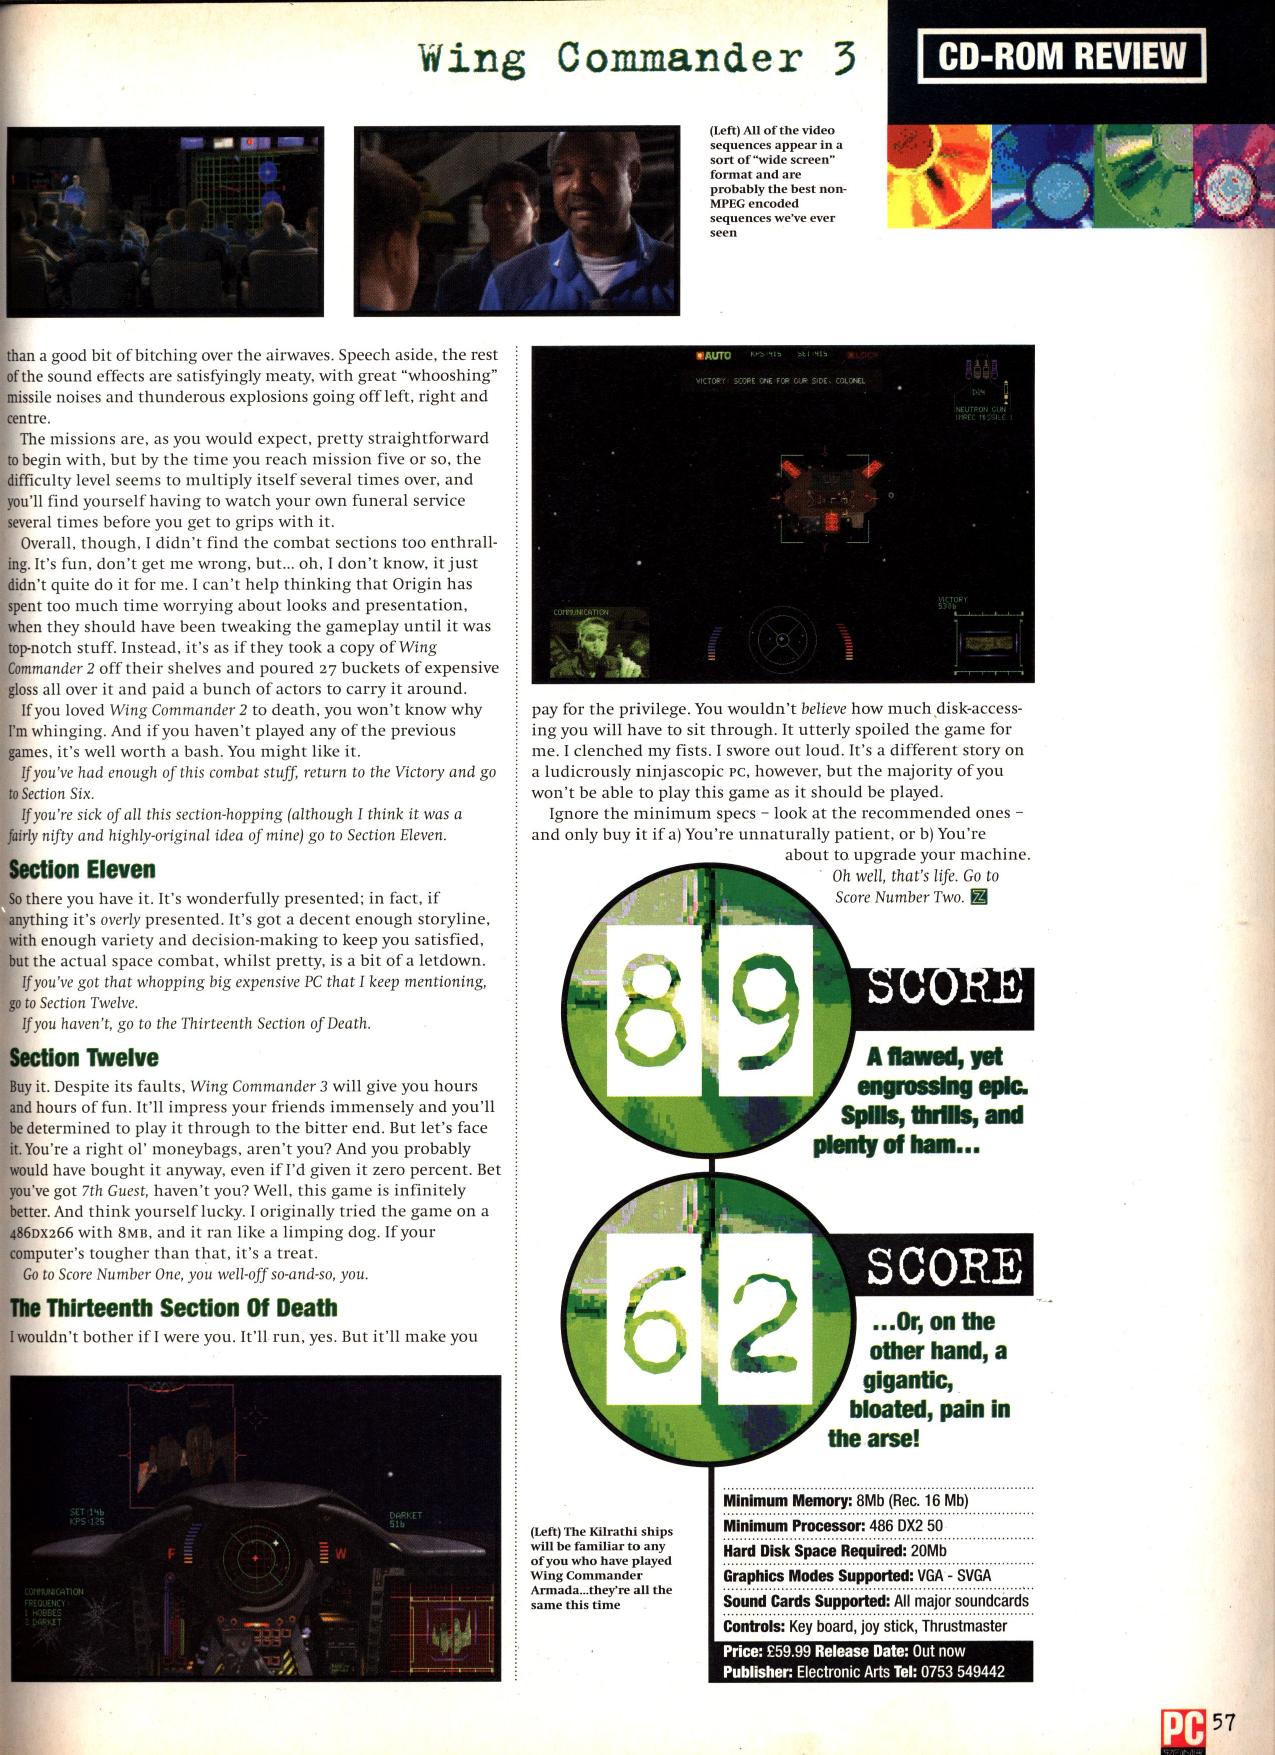 Wing Commander 3
CD-ROM REVIEW
(Left) All of the video
sequences appear in a
sort of "wide screen"
format and are
probably the best non-
MPEG encoded
sequences we've ever
seen
than a good bit of bitching over the airwaves. Speech aside, the rest
of the sound effects are satisfyingly meaty, with great "whooshing"
missile noises and thunderous explosions going off left, right and
centre.
The missions are, as you would expect, pretty straightforward
to begin with, but by the time you reach mission five or so, the
difficulty level seems to multiply itself several times over, and
you'll find yourself having to watch your own funeral service
several times before you get to grips with it.
Overall, though, I didn't find the combat sections too enthrall-
ing. It's fun, don't get me wrong, but... oh, I don't know, it just
didn't quite do it for me. I can't help thinking that Origin has
spent too much time worrying about looks and presentation,
when they should have been tweaking the gameplay until it was
top-notch stuff. Instead, it's as if they took a copy of Wing
Commander 2 off their shelves and poured 27 buckets of expensive
gloss all over it and paid a bunch of actors to carry it around.
If you loved Wing Commander 2 to death, you won't know why
I'm whinging. And if you haven't played any of the previous
games, it's well worth a bash. You might like it.
If you've had enough of this combat stuff, return to the Victory and go
to Section Six.
If you're sick of all this section-hopping (although I think it was a
fairly nifty and highly-original idea of mine) go to Section Eleven.
Section Eleven
So there you have it. It's wonderfully presented; in fact, if
anything it's overly presented. It's got a decent enough storyline,
with enough variety and decision-making to keep you satisfied,
but the actual space combat, whilst pretty, is a bit of a letdown.
If you've got that whopping big expensive PC that I keep mentioning,
go to Section Twelve.
If you haven't, go to the Thirteenth Section of Death.
Section Twelve
Buy it. Despite its faults, Wing Commander 3 will give you hours
and hours of fun. It'll impress your friends immensely and you'll
be determined to play it through to the bitter end. But let's face
it. You're a right ol' moneybags, aren't you? And you probably
would have bought it anyway, even if I'd given it zero percent. Bet
you've got 7th Guest, haven't you? Well, this game is infinitely
better. And think yourself lucky. I originally tried the game on a
486DX266 with 8MB, and it ran like a limping dog. If your
computer's tougher than that, it's a treat.
Go to Score Number One, you well-off so-and-so, you.
The Thirteenth Section Of Death
I wouldn't bother if I were you. It'll run, yes. But it'll make you
SET:146
KPS:125
DARKET
516
F
W
COMMUNICATION
FREQUENCY:
1 HOBBES
2 DARKET
AUTO
KPS:415 SET:415
LOCK
VICTORY: SCORE ONE FOR OUR SIDE, COLONEL
NEUTRON GUN
COMMUNICATION
VICTORY
5306
pay for the privilege. You wouldn't believe how much disk-access-
ing you will have to sit through. It utterly spoiled the game for
me. I clenched my fists. I swore out loud. It's a different story on
a ludicrously ninjascopic PC, however, but the majority of you
won't be able to play this game as it should be played.
Ignore the minimum specs – look at the recommended ones –
and only buy it if a) You're unnaturally patient, or b) You're
about to upgrade your machine.
Oh well, that's life. Go to
Score Number Two. Z
89
SCORE
A flawed, yet
engrossing epic.
Spills, thrills, and
plenty of ham...
62
SCORE
...Or, on the
other hand, a
gigantic,
bloated, pain in
the arse!
(Left) The Kilrathi ships
will be familiar to any
of you who have played
Wing Commander
Armada...they're all the
same this time
Minimum Memory: 8Mb (Rec. 16 Mb)
Minimum Processor: 486 DX2 50
Hard Disk Space Required: 20Mb
Graphics Modes Supported: VGA - SVGA
Sound Cards Supported: All major soundcards
Controls: Key board, joy stick, Thrustmaster
Price: £59.99 Release Date: Out now
Publisher: Electronic Arts Tel: 0753 549442
PC
57